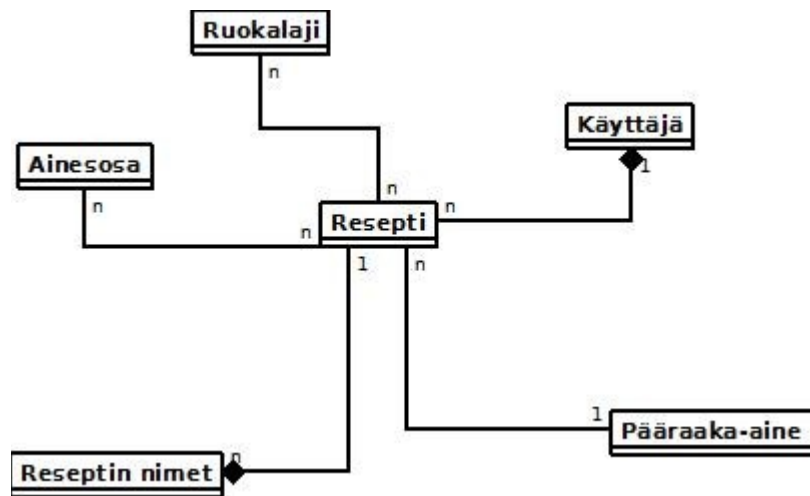 Ruokalaji
n
Käyttäjä
1
Ainesosa
n
n
n
Resepti
n
1
n
1
Pääraaka-aine
Reseptin nimet
n